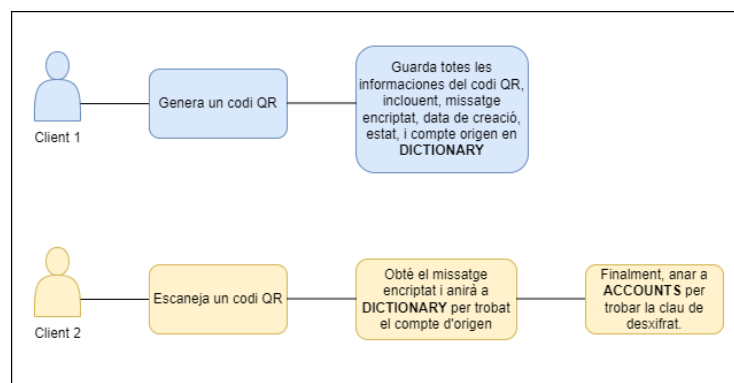 Client 1
Genera un codi QR
Guarda totes les
informaciones del codi QR,
inclouent, missatge
encriptat, data de creació,
estat, i compte origen en
DICTIONARY
Client 2
Escaneja un codi QR
Obté el missatge
encriptat i anirà a
DICTIONARY per trobat
el compte d'origen
Finalment, anar a
ACCOUNTS per
trobar la clau de
desxifrat.